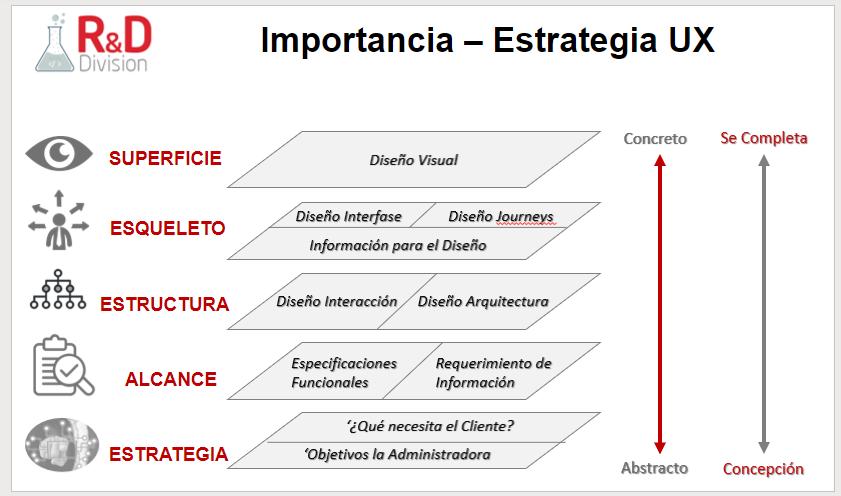 R&D
Division
Importancia – Estrategia UX
Concreto
Se Completa
SUPERFICIE
Diseño Visual
ESQUELETO
Diseño Interfase
Diseño Journeys
Información para el Diseño
ESTRUCTURA
Diseño Interacción
Diseño Arquitectura
ALCANCE
Especificaciones
Funcionales
Requerimiento de
Información
ESTRATEGIA
‘¿Qué necesita el Cliente?
‘Objetivos la Administradora
Abstracto
Concepción